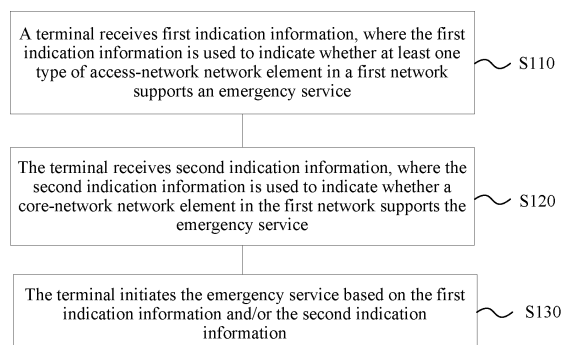 A terminal receives first indication information, where the first
indication information is used to indicate whether at least one
type of access-network network element in a first network
supports an emergency service
S110
The terminal receives second indication information, where the
second indication information is used to indicate whether a
core-network network element in the first network supports the
emergency service
S120
The terminal initiates the emergency service based on the first
indication information and/or the second indication
information
S130